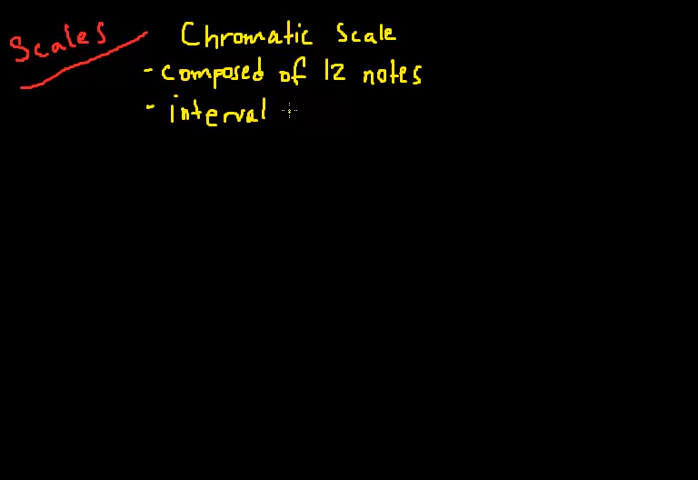 Scales
Chromatic Scale
- composed of 12 notes
- interval